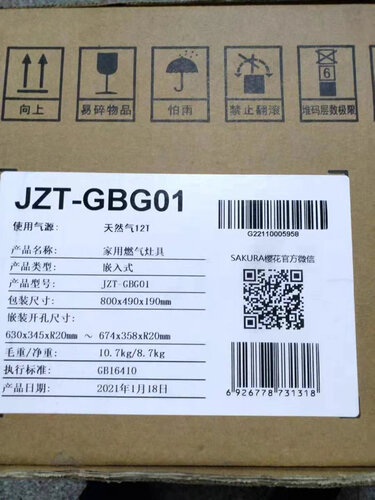 向上
易碎物品
怕雨
禁止翻滚
6
堆码层数极限
JZT-GBG01
使用气源: 天然气12T
G22110005958
产品名称: 家用燃气灶具
SAKURA樱花官方微信
产品类型: 嵌入式
产品型号: JZT-GBG01
包装尺寸: 800x490x190mm
嵌装开孔尺寸:
630x345xR20mm ~ 674x358xR20mm
毛重/净重: 10.7kg/8.7kg
执行标准: GB16410
产品日期: 2021年1月18日
6 926778 731318